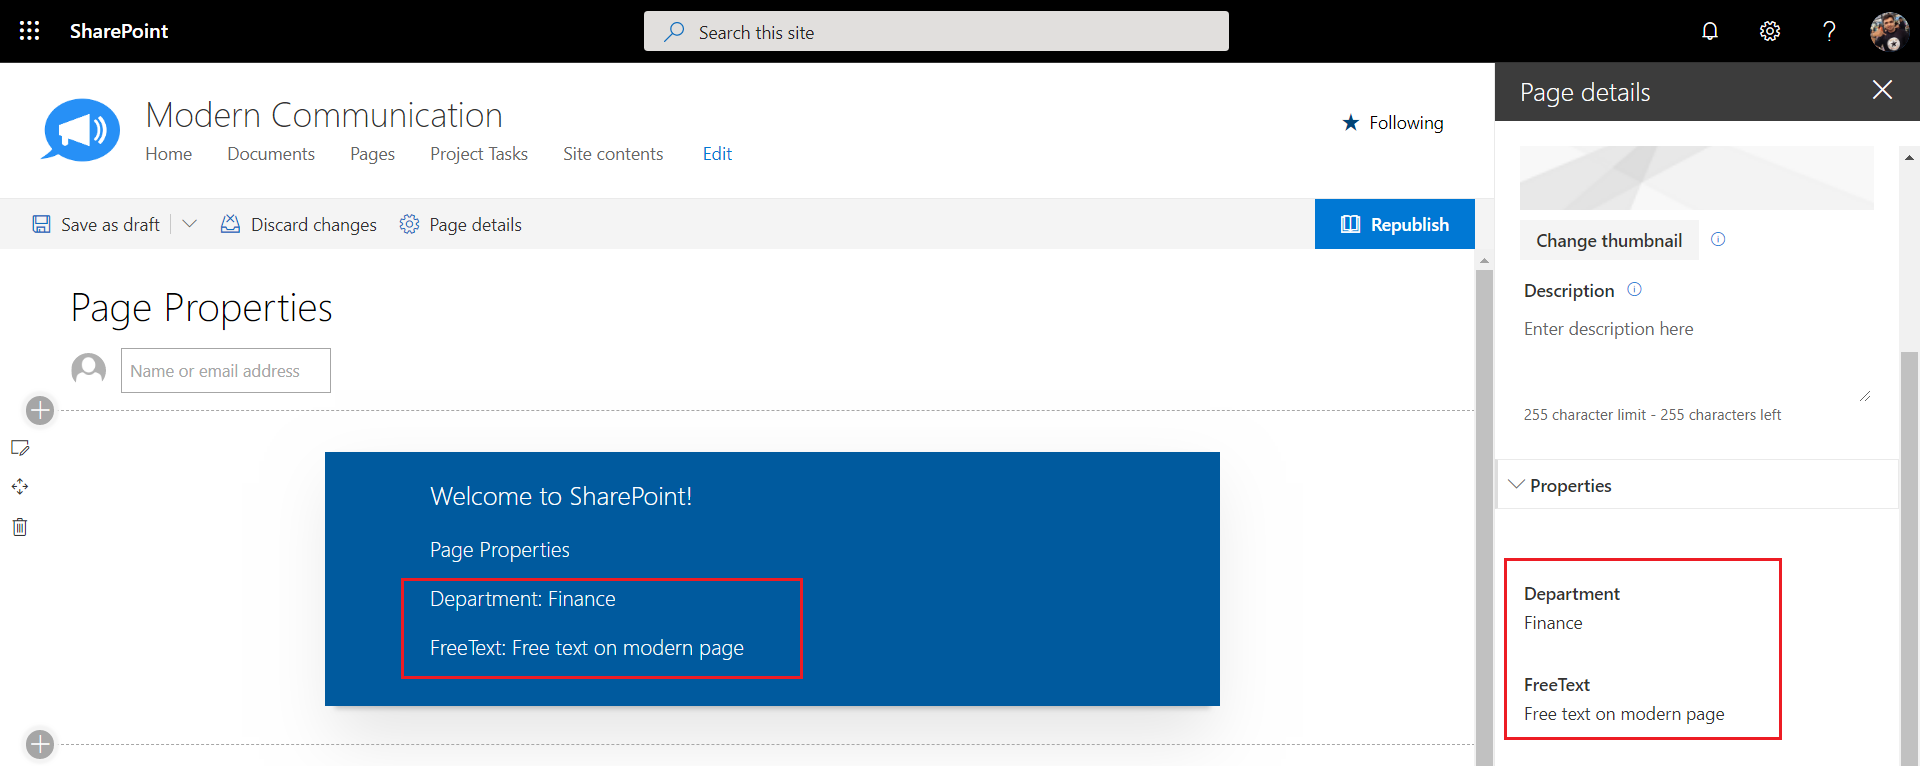 SharePoint
Search this site
?
Modern Communication
Home Documents Pages Project Tasks Site contents Edit
Following
Save as draft Discard changes Page details
Republish
Page Properties
Name or email address
Welcome to SharePoint!
Page Properties
Department: Finance
FreeText: Free text on modern page
Page details
Change thumbnail
Description
Enter description here
255 character limit - 255 characters left
Properties
Department
Finance
FreeText
Free text on modern page